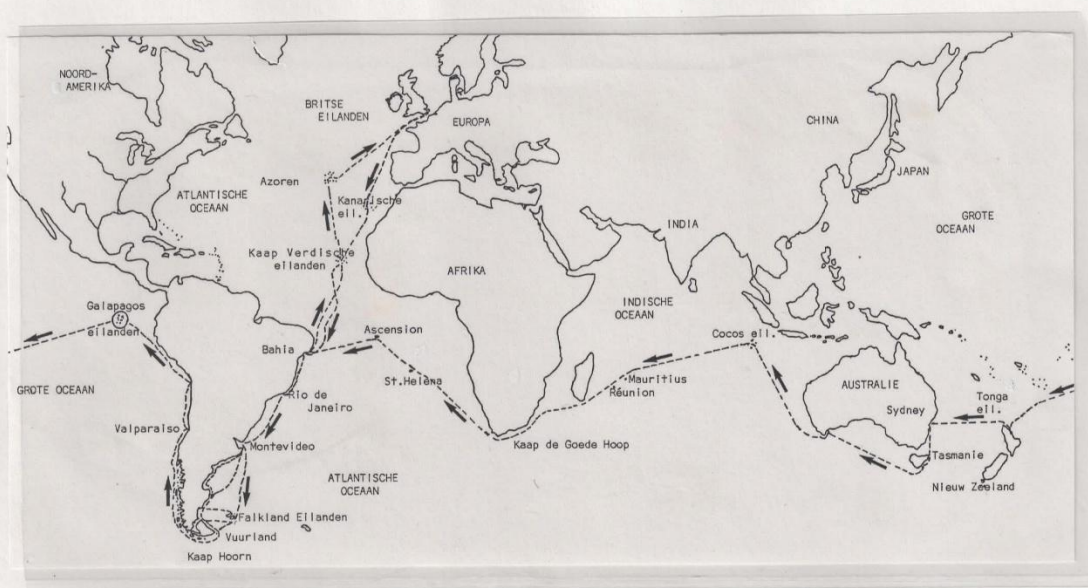 NOORD-
AMERIKA
BRITSE
EILANDEN
EUROPA
CHINA
JAPAN
Azoren
ATLANTISCHE
OCEAAN
Kanarische
eil.
GROTE
OCEAAN
INDIA
Kaap Verdische
eilanden
AFRIKA
Galapagos
eilanden
INDISCHE
OCEAAN
Ascension
Cocos eil.
Bahia
St.Helena
Mauritius
Réunion
AUSTRALIE
GROTE OCEAAN
Rio de
Janeiro
Tonga
eil.
Sydney
Valparaiso
Montevideo
Kaap de Goede Hoop
Tasmanie
ATLANTISCHE
OCEAAN
Nieuw Zeeland
Falkland Eilanden
Vuurland
Kaap Hoorn